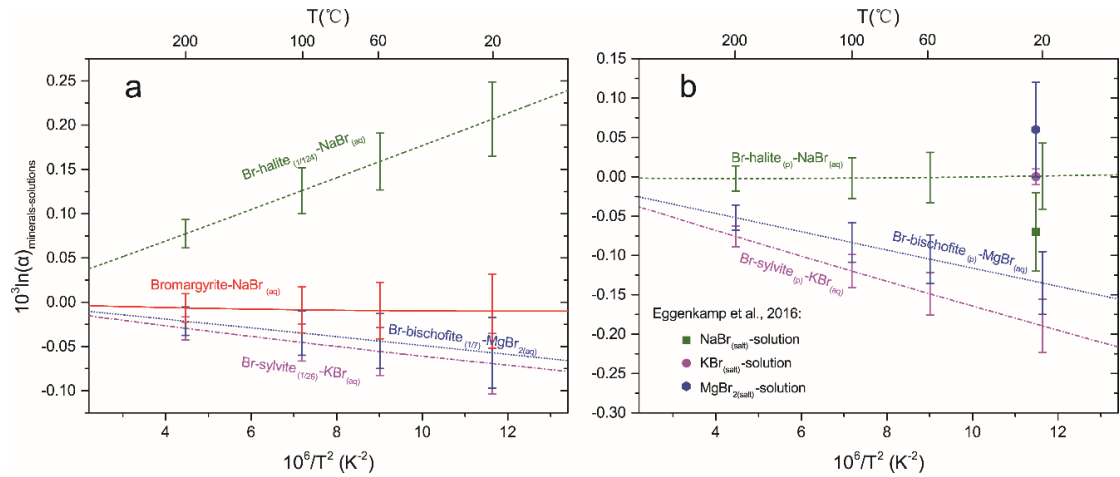 T(℃)
200 100 60 20
a
10³ln(α)minerals-solutions
0.25
0.20
0.15
0.10
0.05
0.00
-0.05
-0.10
Br-halite(1/124)-NaBr(aq)
Bromargyrite-NaBr(aq)
Br-bischofite(1/7)-MgBr2(aq)
Br-sylvite(1/26)-KBr(aq)
4 6 8 10 12
10⁶/T² (K⁻²)
T(℃)
200 100 60 20
b
0.15
0.10
0.05
0.00
-0.05
-0.10
-0.15
-0.20
-0.25
-0.30
Br-halite(p)-NaBr(aq)
Br-bischofite(p)-MgBr(aq)
Br-sylvite(p)-KBr(aq)
Eggenkamp et al., 2016:
NaBr(salt)-solution
KBr(salt)-solution
MgBr2(salt)-solution
4 6 8 10 12
10⁶/T² (K⁻²)